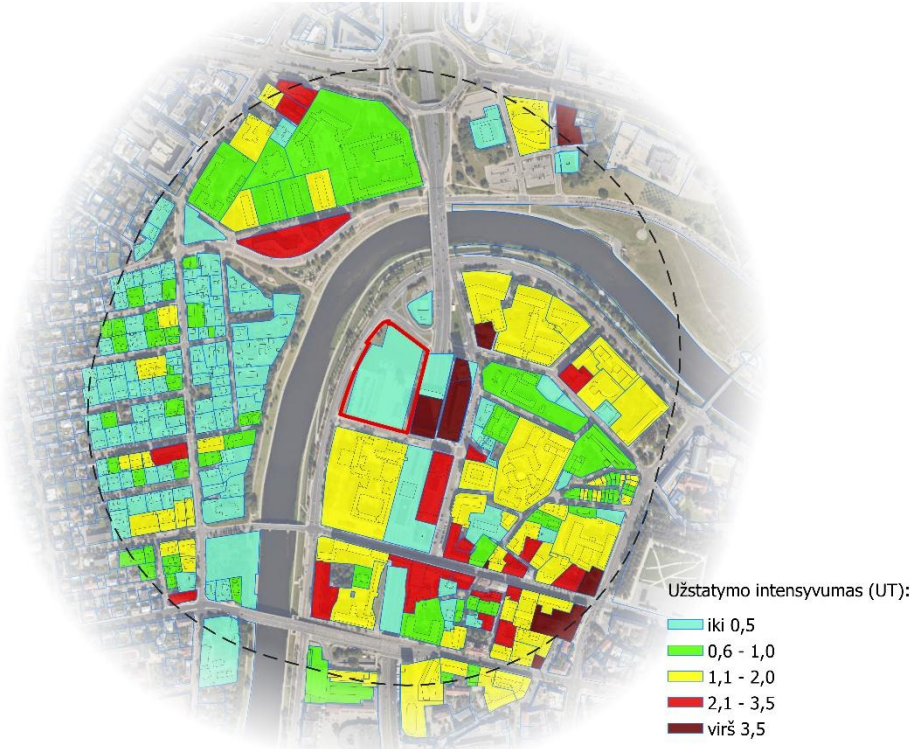 Užstatymo intensyvumas (UT):
iki 0,5
0,6 - 1,0
1,1 - 2,0
2,1 - 3,5
virš 3,5